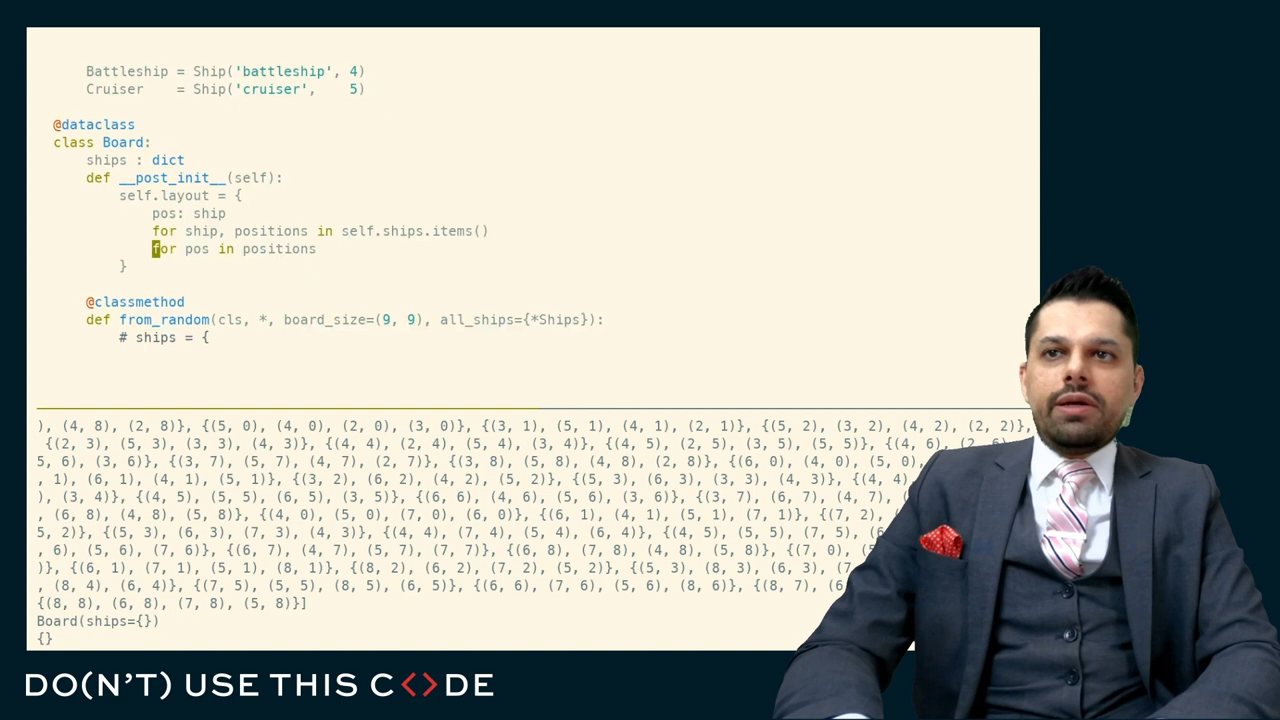 Battleship = Ship('battleship', 4)
Cruiser    = Ship('cruiser',    5)
@dataclass
class Board:
ships : dict
def __post_init__(self):
self.layout = {
pos: ship
for ship, positions in self.ships.items()
for pos in positions
}
@classmethod
def from_random(cls, *, board_size=(9, 9), all_ships={*Ships}):
# ships = {
), (4, 8), (2, 8)}, {(5, 0), (4, 0), (2, 0), (3, 0)}, {(3, 1), (5, 1), (4, 1), (2, 1)}, {(5, 2), (3, 2), (4, 2), (2, 2)},
{(2, 3), (5, 3), (3, 3), (4, 3)}, {(4, 4), (2, 4), (5, 4), (3, 4)}, {(4, 5), (2, 5), (3, 5), (5, 5)}, {(4, 6), (2, 6)
5, 6), (3, 6)}, {(3, 7), (5, 7), (4, 7), (2, 7)}, {(3, 8), (5, 8), (4, 8), (2, 8)}, {(6, 0), (4, 0), (5, 0),
, 1), (6, 1), (4, 1), (5, 1)}, {(3, 2), (6, 2), (4, 2), (5, 2)}, {(5, 3), (6, 3), (3, 3), (4, 3)}, {(4, 4),
), (3, 4)}, {(4, 5), (5, 5), (6, 5), (3, 5)}, {(6, 6), (4, 6), (5, 6), (3, 6)}, {(3, 7), (6, 7), (4, 7),
, (6, 8), (4, 8), (5, 8)}, {(4, 0), (5, 0), (7, 0), (6, 0)}, {(6, 1), (4, 1), (5, 1), (7, 1)}, {(7, 2),
5, 2)}, {(5, 3), (6, 3), (7, 3), (4, 3)}, {(4, 4), (7, 4), (5, 4), (6, 4)}, {(4, 5), (5, 5), (7, 5), (6
, 6), (5, 6), (7, 6)}, {(6, 7), (4, 7), (5, 7), (7, 7)}, {(6, 8), (7, 8), (4, 8), (5, 8)}, {(7, 0), (5
)}, {(6, 1), (7, 1), (5, 1), (8, 1)}, {(8, 2), (6, 2), (7, 2), (5, 2)}, {(5, 3), (8, 3), (6, 3), (7
, (8, 4), (6, 4)}, {(7, 5), (5, 5), (8, 5), (6, 5)}, {(6, 6), (7, 6), (5, 6), (8, 6)}, {(8, 7), (6
{(8, 8), (6, 8), (7, 8), (5, 8)}]
Board(ships={})
{}
DO(N'T) USE THIS C<>DE